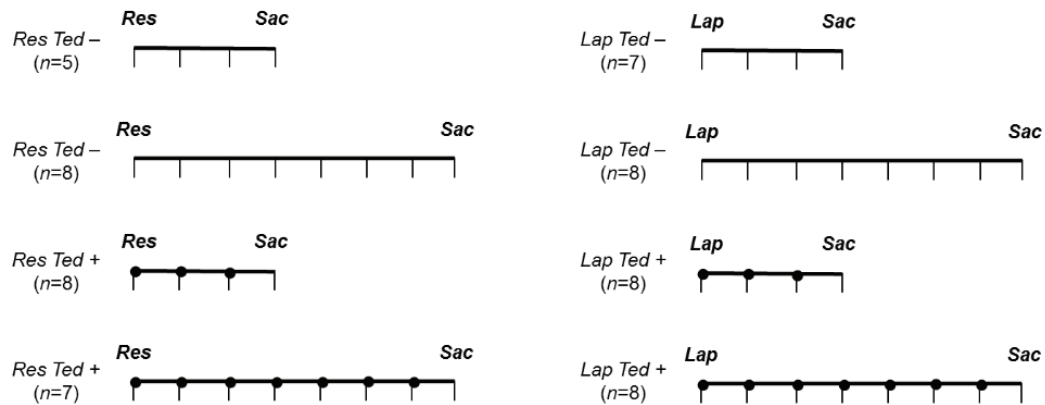 Res Sac
Res Ted –
(n=5)
Res Sac
Res Ted –
(n=8)
Res Sac
Res Ted +
(n=8)
Res Sac
Res Ted +
(n=7)
Lap Sac
Lap Ted –
(n=7)
Lap Sac
Lap Ted –
(n=8)
Lap Sac
Lap Ted +
(n=8)
Lap Sac
Lap Ted +
(n=8)